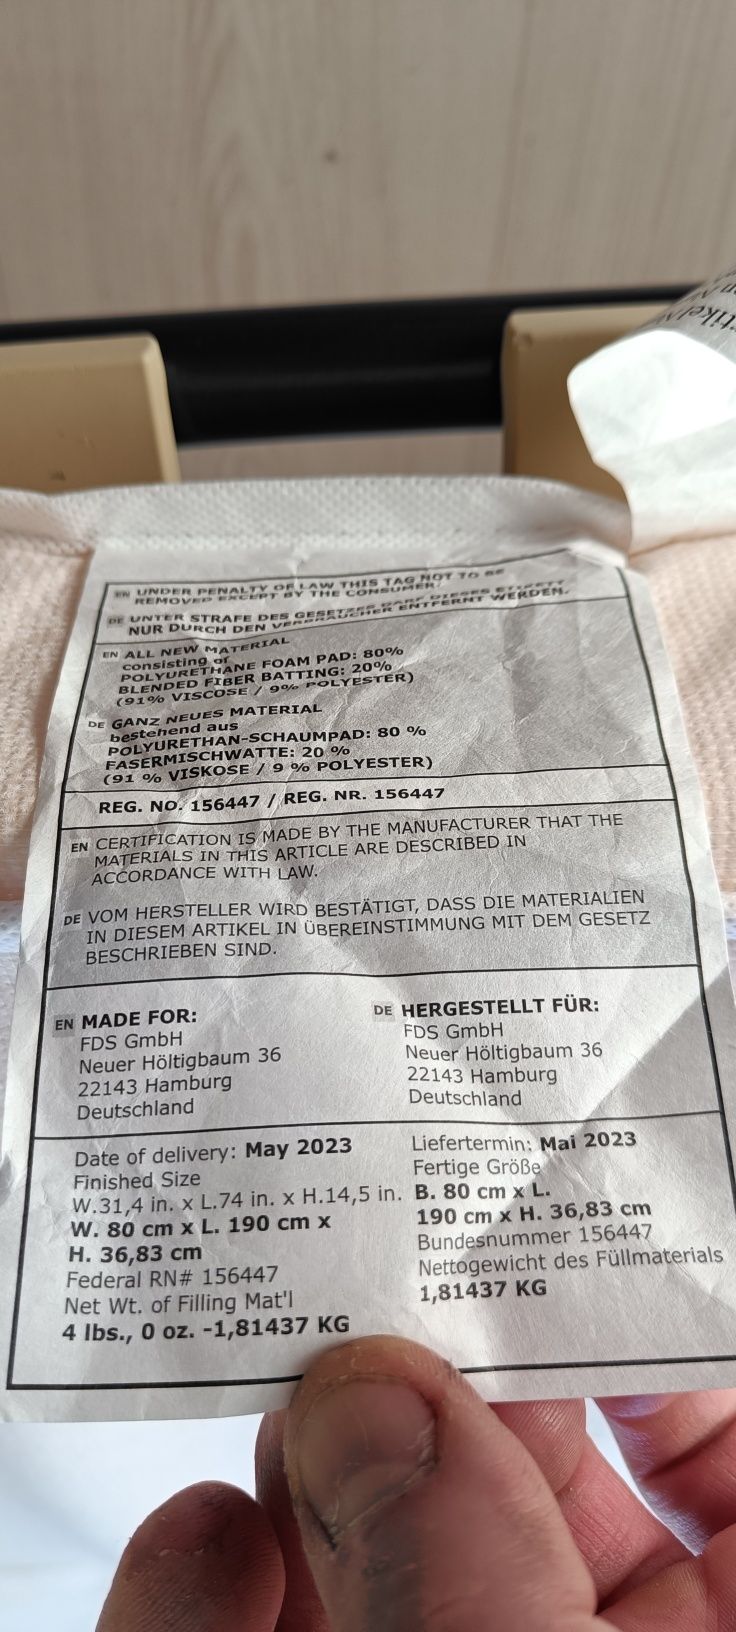 EN UNDER PENALTY OF LAW THIS TAG NOT TO BE
REMOVED EXCEPT BY THE CONSUMER.
DE UNTER STRAFE DES GESETZES DARF DIESES ETIKETT
NUR DURCH DEN VERBRAUCHER ENTFERNT WERDEN.
EN ALL NEW MATERIAL
consisting of
POLYURETHANE FOAM PAD: 80%
BLENDED FIBER BATTING: 20%
(91% VISCOSE / 9% POLYESTER)
DE GANZ NEUES MATERIAL
bestehend aus
POLYURETHAN-SCHAUMPAD: 80 %
FASERMISCHWATTE: 20 %
(91 % VISKOSE / 9 % POLYESTER)
REG. NO. 156447 / REG. NR. 156447
EN CERTIFICATION IS MADE BY THE MANUFACTURER THAT THE
MATERIALS IN THIS ARTICLE ARE DESCRIBED IN
ACCORDANCE WITH LAW.
DE VOM HERSTELLER WIRD BESTÄTIGT, DASS DIE MATERIALIEN
IN DIESEM ARTIKEL IN ÜBEREINSTIMMUNG MIT DEM GESETZ
BESCHRIEBEN SIND.
EN MADE FOR:
FDS GmbH
Neuer Höltigbaum 36
22143 Hamburg
Deutschland
DE HERGESTELLT FÜR:
FDS GmbH
Neuer Höltigbaum 36
22143 Hamburg
Deutschland
Date of delivery: May 2023
Finished Size
W.31,4 in. x L.74 in. x H.14,5 in.
W. 80 cm x L. 190 cm x
H. 36,83 cm
Federal RN# 156447
Net Wt. of Filling Mat'l
4 lbs., 0 oz. -1,81437 KG
Liefertermin: Mai 2023
Fertige Größe
B. 80 cm x L.
190 cm x H. 36,83 cm
Bundesnummer 156447
Nettogewicht des Füllmaterials
1,81437 KG